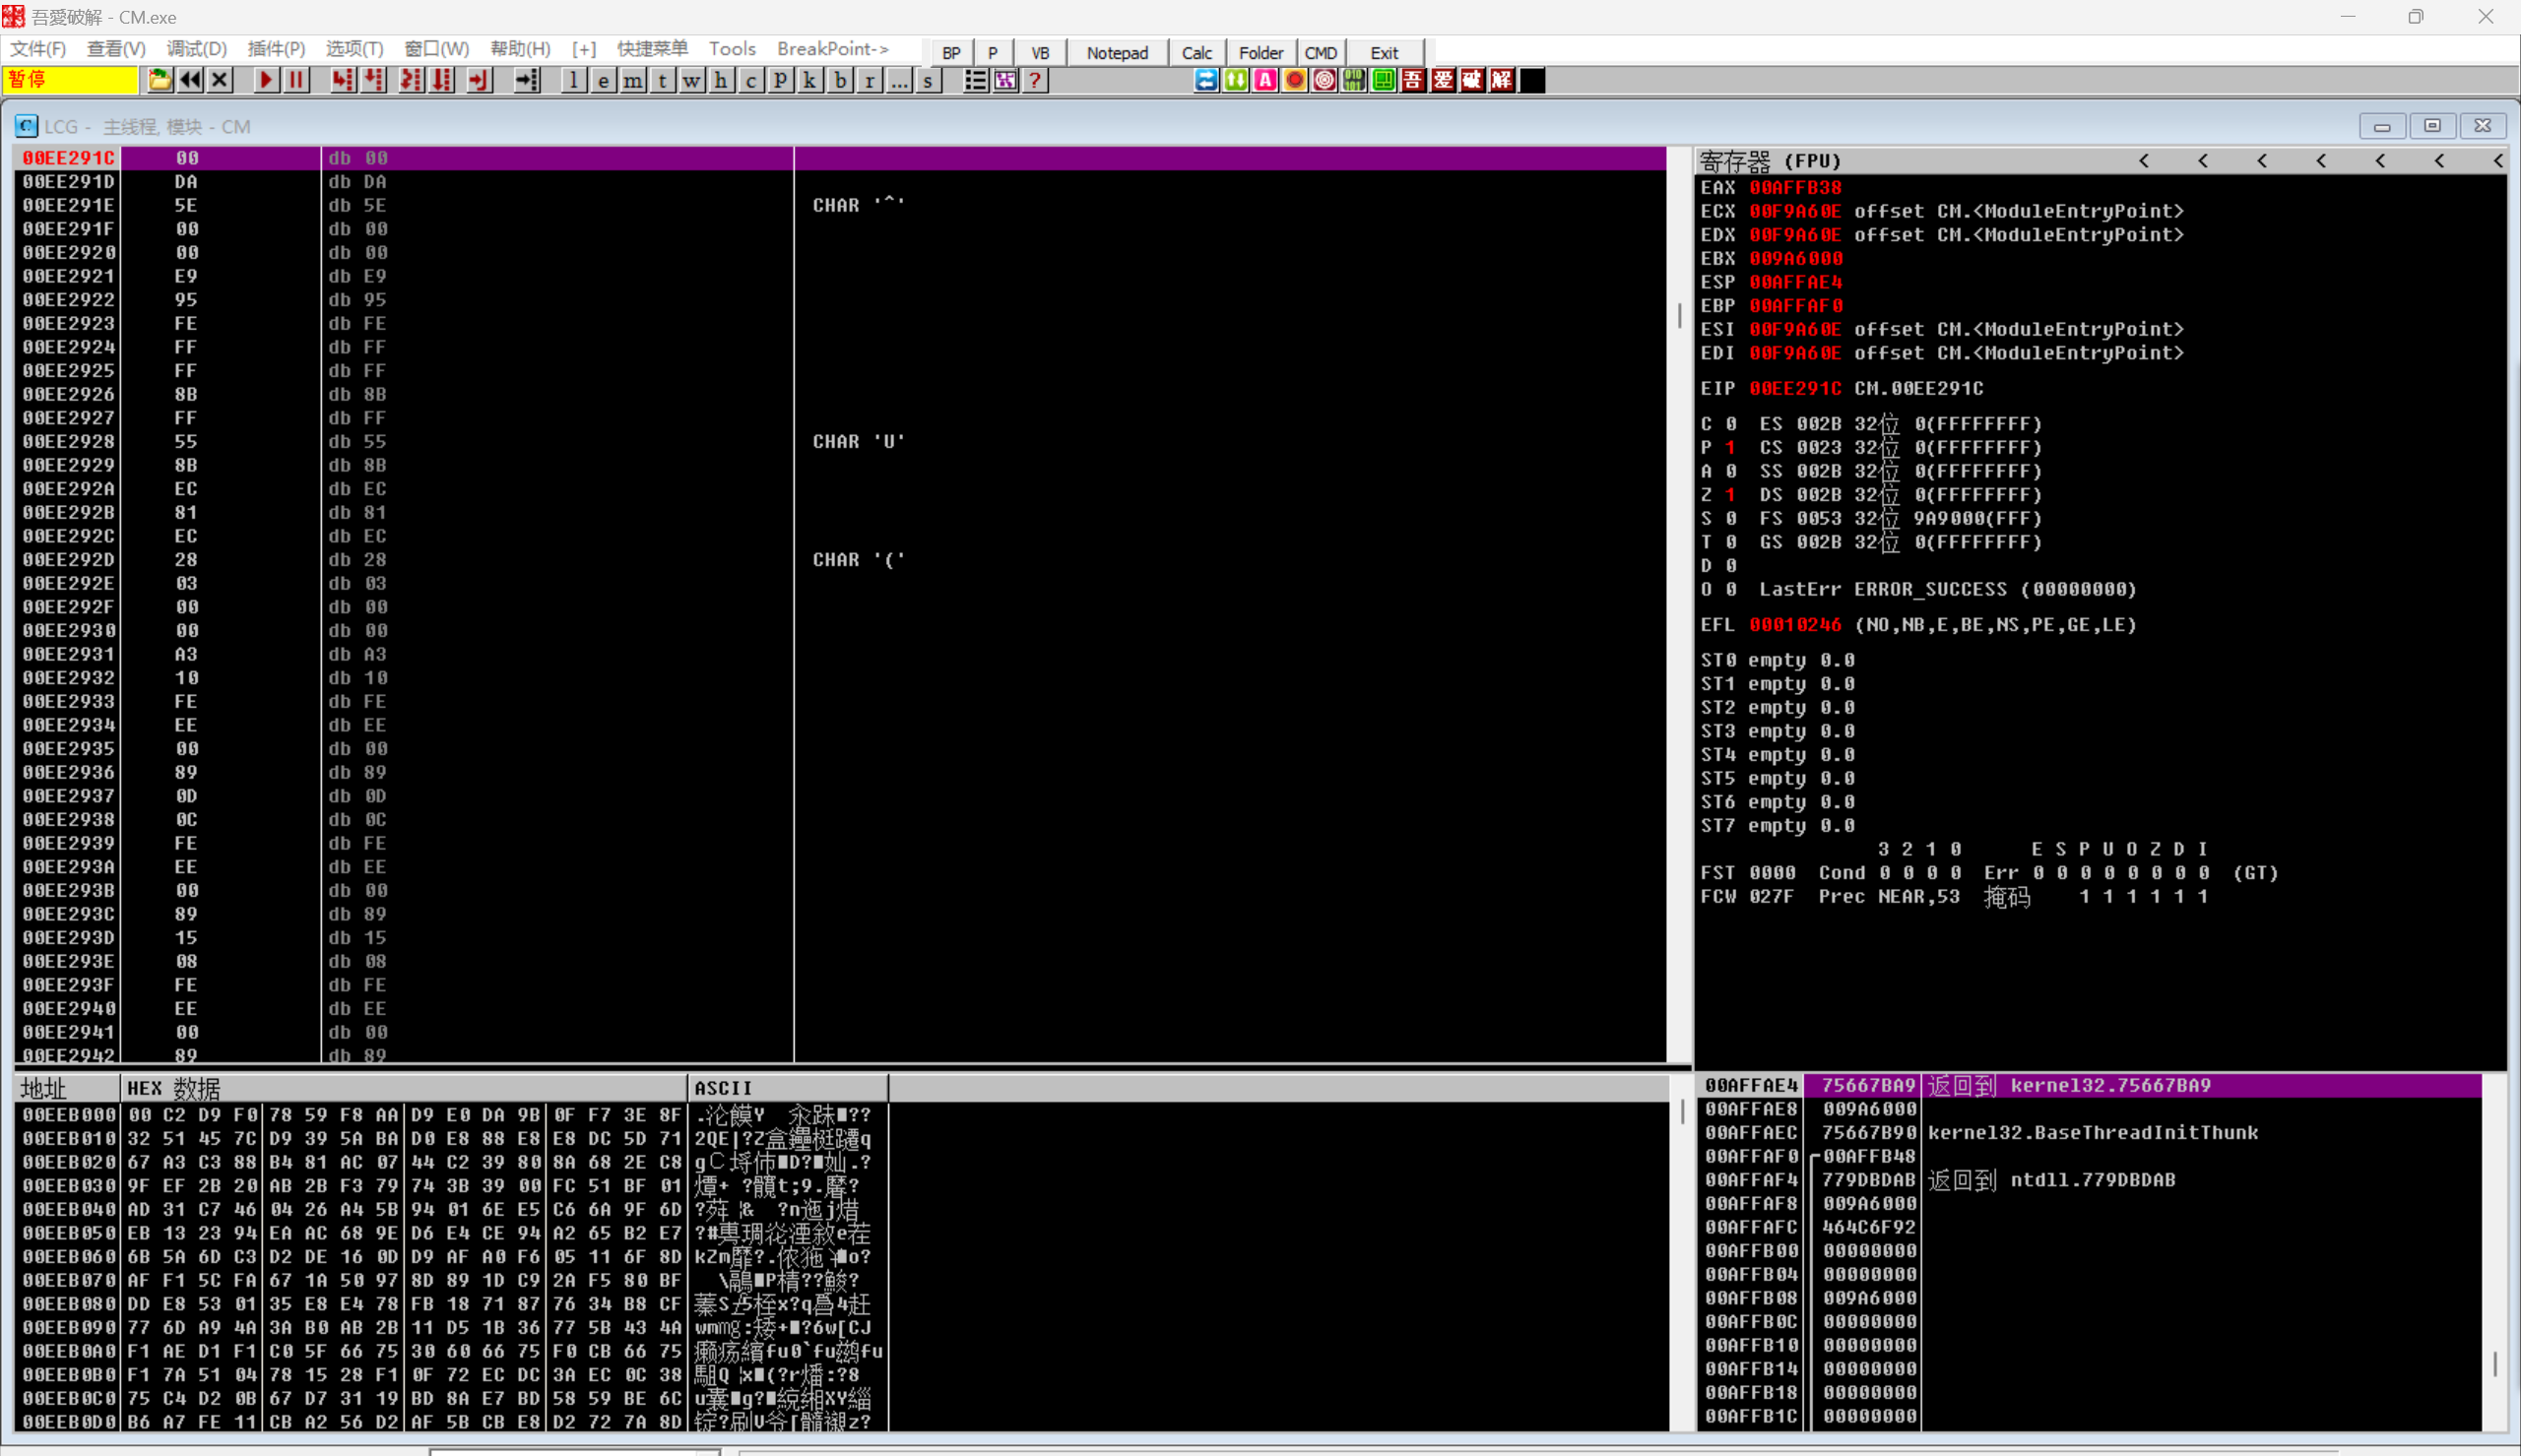 吾愛破解 - CM.exe
文件(F) 查看(V) 调试(D) 插件(P) 选项(T) 窗口(W) 帮助(H) [+] 快捷菜单 Tools BreakPoint-> BP P VB Notepad Calc Folder CMD Exit
暂停 l e m t w h c p k b r ... s ? A 吾 爱 破 解
C LCG - 主线程, 模块 - CM
00EE291C 00 db 00
00EE291D DA db DA
00EE291E 5E db 5E CHAR '^'
00EE291F 00 db 00
00EE2920 00 db 00
00EE2921 E9 db E9
00EE2922 95 db 95
00EE2923 FE db FE
00EE2924 FF db FF
00EE2925 FF db FF
00EE2926 8B db 8B
00EE2927 FF db FF
00EE2928 55 db 55 CHAR 'U'
00EE2929 8B db 8B
00EE292A EC db EC
00EE292B 81 db 81
00EE292C EC db EC
00EE292D 28 db 28 CHAR '('
00EE292E 03 db 03
00EE292F 00 db 00
00EE2930 00 db 00
00EE2931 A3 db A3
00EE2932 10 db 10
00EE2933 FE db FE
00EE2934 EE db EE
00EE2935 00 db 00
00EE2936 89 db 89
00EE2937 0D db 0D
00EE2938 0C db 0C
00EE2939 FE db FE
00EE293A EE db EE
00EE293B 00 db 00
00EE293C 89 db 89
00EE293D 15 db 15
00EE293E 08 db 08
00EE293F FE db FE
00EE2940 EE db EE
00EE2941 00 db 00
00EE2942 89 db 89
寄存器 (FPU) < < < < < < <
EAX 00AFFB38
ECX 00F9A60E offset CM.<ModuleEntryPoint>
EDX 00F9A60E offset CM.<ModuleEntryPoint>
EBX 009A6000
ESP 00AFFAE4
EBP 00AFFAF0
ESI 00F9A60E offset CM.<ModuleEntryPoint>
EDI 00F9A60E offset CM.<ModuleEntryPoint>
EIP 00EE291C CM.00EE291C
C 0 ES 002B 32位 0(FFFFFFFF)
P 1 CS 0023 32位 0(FFFFFFFF)
A 0 SS 002B 32位 0(FFFFFFFF)
Z 1 DS 002B 32位 0(FFFFFFFF)
S 0 FS 0053 32位 9A9000(FFF)
T 0 GS 002B 32位 0(FFFFFFFF)
D 0
O 0 LastErr ERROR_SUCCESS (00000000)
EFL 00010246 (NO,NB,E,BE,NS,PE,GE,LE)
ST0 empty 0.0
ST1 empty 0.0
ST2 empty 0.0
ST3 empty 0.0
ST4 empty 0.0
ST5 empty 0.0
ST6 empty 0.0
ST7 empty 0.0
3 2 1 0 E S P U O Z D I
FST 0000 Cond 0 0 0 0 Err 0 0 0 0 0 0 0 0 (GT)
FCW 027F Prec NEAR,53 掩码 1 1 1 1 1 1
地址 HEX 数据 ASCII
00EEB000 00 C2 D9 F0 78 59 F8 AA D9 E0 DA 9B 0F F7 3E 8F
00EEB010 32 51 45 7C D9 39 5A BA D0 E8 88 E8 E8 DC 5D 71
00EEB020 67 A3 C3 88 B4 81 AC 07 44 C2 39 80 8A 68 2E C8
00EEB030 9F EF 2B 20 AB 2B F3 79 74 3B 39 00 FC 51 BF 01
00EEB040 AD 31 C7 46 04 26 A4 5B 94 01 6E E5 C6 6A 9F 6D
00EEB050 EB 13 23 94 EA AC 68 9E D6 E4 CE 94 A2 65 B2 E7
00EEB060 6B 5A 6D C3 D2 DE 16 0D D9 AF A0 F6 05 11 6F 8D
00EEB070 AF F1 5C FA 67 1A 50 97 8D 89 1D C9 2A F5 80 BF
00EEB080 DD E8 53 01 35 E8 E4 78 FB 18 71 87 76 34 B8 CF
00EEB090 77 6D A9 4A 3A B0 AB 2B 11 D5 1B 36 77 5B 43 4A
00EEB0A0 F1 AE D1 F1 C0 5F 66 75 30 60 66 75 F0 CB 66 75
00EEB0B0 F1 7A 51 04 78 15 28 F1 0F 72 EC DC 3A EC 0C 38
00EEB0C0 75 C4 D2 0B 67 D7 31 19 BD 8A E7 BD 58 59 BE 6C
00EEB0D0 B6 A7 FE 11 CB A2 56 D2 AF 5B CB E8 D2 72 7A 8D
00AFFAE4 75667BA9 返回到 kernel32.75667BA9
00AFFAE8 009A6000
00AFFAEC 75667B90 kernel32.BaseThreadInitThunk
00AFFAF0 00AFFB48
00AFFAF4 779DBDAB 返回到 ntdll.779DBDAB
00AFFAF8 009A6000
00AFFAFC 464C6F92
00AFFB00 00000000
00AFFB04 00000000
00AFFB08 009A6000
00AFFB0C 00000000
00AFFB10 00000000
00AFFB14 00000000
00AFFB18 00000000
00AFFB1C 00000000